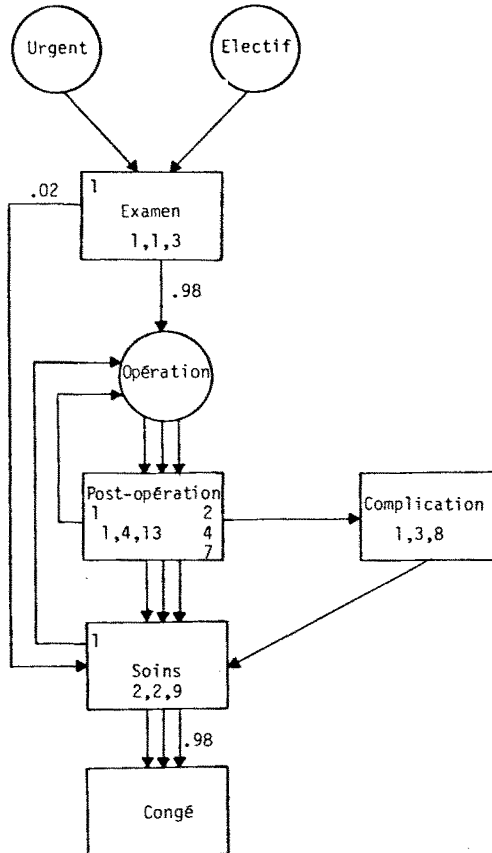 Urgent
Electif
.02
1
Examen
1,1,3
.98
Opération
Post-opération
1
2
1,4,13
4
7
Complication
1,3,8
1
Soins
2,2,9
.98
Congé